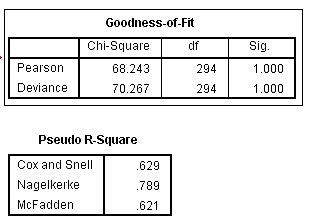 Goodness-of-Fit
Chi-Square df Sig.
Pearson 68.243 294 1.000
Deviance 70.267 294 1.000
Pseudo R-Square
Cox and Snell .629
Nagelkerke .789
McFadden .621